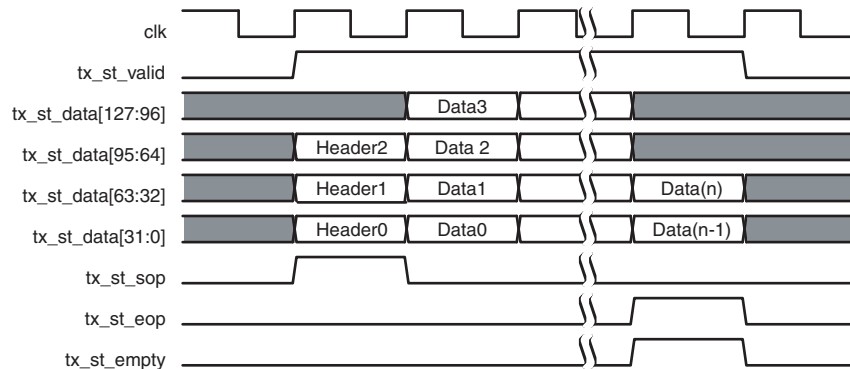 clk
tx_st_valid
tx_st_data[127:96] Data3
tx_st_data[95:64] Header2 Data 2
tx_st_data[63:32] Header1 Data1 Data(n)
tx_st_data[31:0] Header0 Data0 Data(n-1)
tx_st_sop
tx_st_eop
tx_st_empty